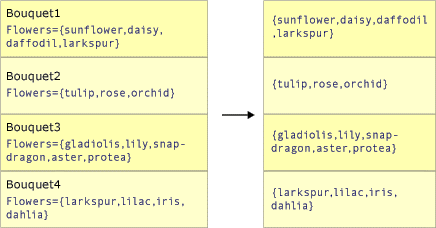 Bouquet1
Flowers={sunflower,daisy,
daffodil,larkspur}
Bouquet2
Flowers={tulip,rose,orchid}
Bouquet3
Flowers={gladiolis,lily,snap-
dragon,aster,protea}
Bouquet4
Flowers={larkspur,lilac,iris,
dahlia}
{sunflower,daisy,daffodil
,larkspur}
{tulip,rose,orchid}
{gladiolis,lily,snap-
dragon,aster,protea}
{larkspur,lilac,iris,
dahlia}